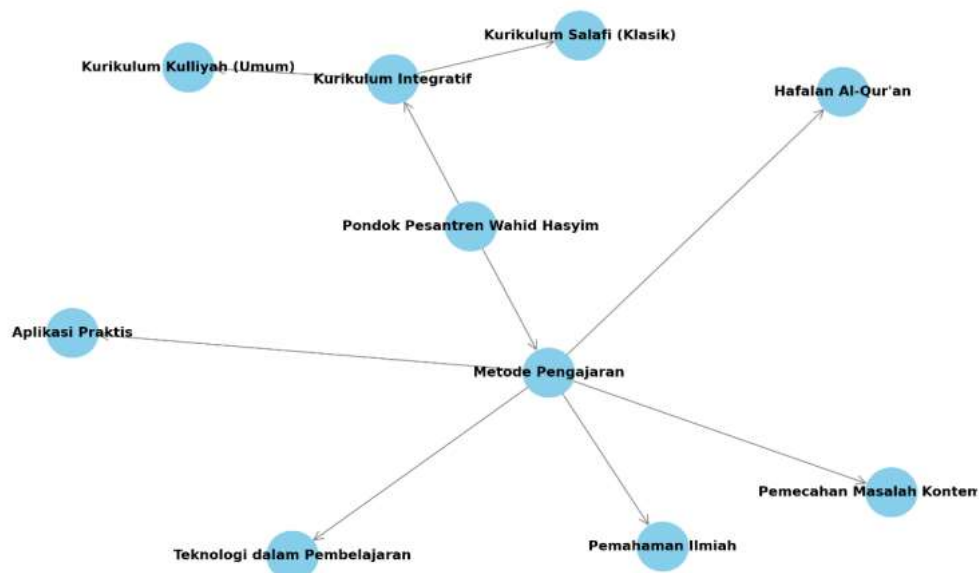 Kurikulum Salafi (Klasik)
Kurikulum Kulliyah (Umum)
Kurikulum Integratif
Hafalan Al-Qur'an
Pondok Pesantren Wahid Hasyim
Aplikasi Praktis
Metode Pengajaran
Pemecahan Masalah Kontem
Teknologi dalam Pembelajaran
Pemahaman Ilmiah